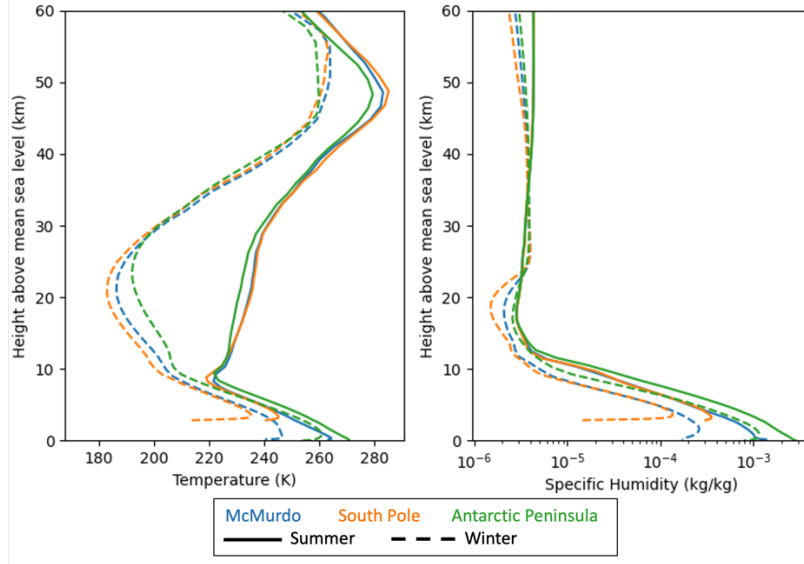 60
50
40
30
20
10
0
Height above mean sea level (km)
180 200 220 240 260 280
Temperature (K)
60
50
40
30
20
10
0
Height above mean sea level (km)
10⁻⁶ 10⁻⁵ 10⁻⁴ 10⁻³
Specific Humidity (kg/kg)
McMurdo South Pole Antarctic Peninsula
Summer Winter